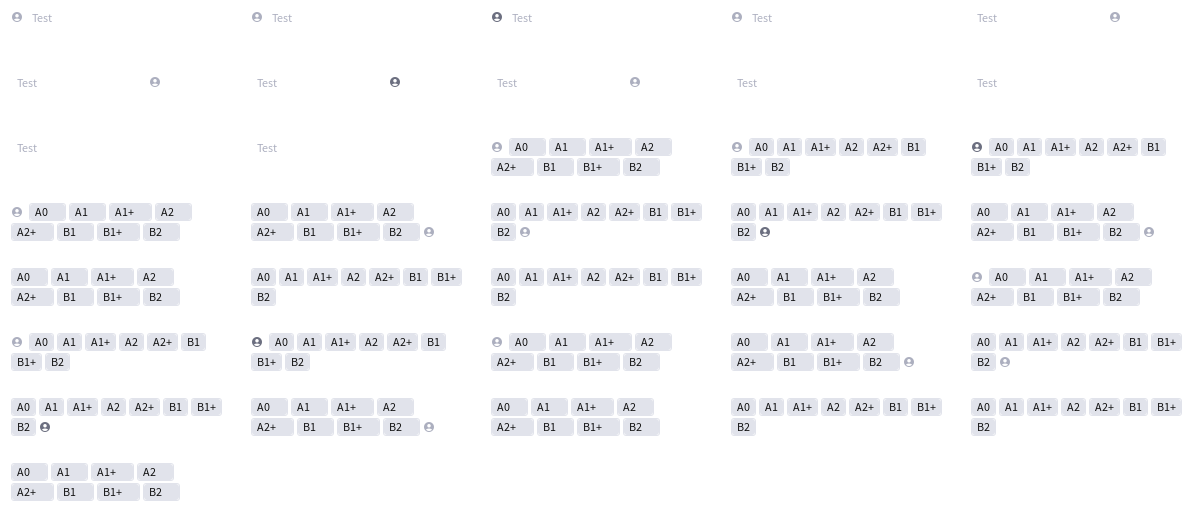 Test Test Test Test Test
Test Test Test Test Test
Test Test A0 A1 A1+ A2 A0 A1 A1+ A2 A2+ B1 A0 A1 A1+ A2 A2+ B1
A2+ B1 B1+ B2 B1+ B2 B1+ B2
A0 A1 A1+ A2 A0 A1 A1+ A2 A0 A1 A1+ A2 A2+ B1 B1+ A0 A1 A1+ A2 A2+ B1 B1+ A0 A1 A1+ A2
A2+ B1 B1+ B2 A2+ B1 B1+ B2 B2 B2 A2+ B1 B1+ B2
A0 A1 A1+ A2 A0 A1 A1+ A2 A2+ B1 B1+ A0 A1 A1+ A2 A2+ B1 B1+ A0 A1 A1+ A2 A0 A1 A1+ A2
A2+ B1 B1+ B2 B2 B2 A2+ B1 B1+ B2 A2+ B1 B1+ B2
A0 A1 A1+ A2 A2+ B1 A0 A1 A1+ A2 A2+ B1 A0 A1 A1+ A2 A0 A1 A1+ A2 A0 A1 A1+ A2 A2+ B1 B1+
B1+ B2 B1+ B2 A2+ B1 B1+ B2 A2+ B1 B1+ B2 B2
A0 A1 A1+ A2 A2+ B1 B1+ A0 A1 A1+ A2 A0 A1 A1+ A2 A0 A1 A1+ A2 A2+ B1 B1+ A0 A1 A1+ A2 A2+ B1 B1+
B2 A2+ B1 B1+ B2 A2+ B1 B1+ B2 B2 B2
A0 A1 A1+ A2
A2+ B1 B1+ B2